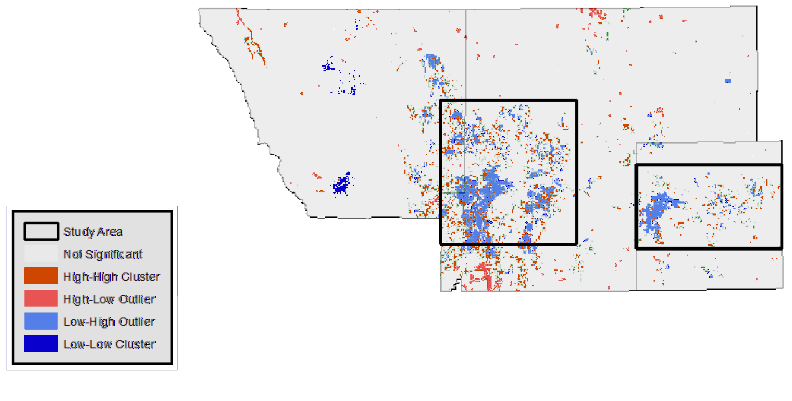 Study Area
Not Significant
High-High Cluster
High-Low Outlier
Low-High Outlier
Low-Low Cluster